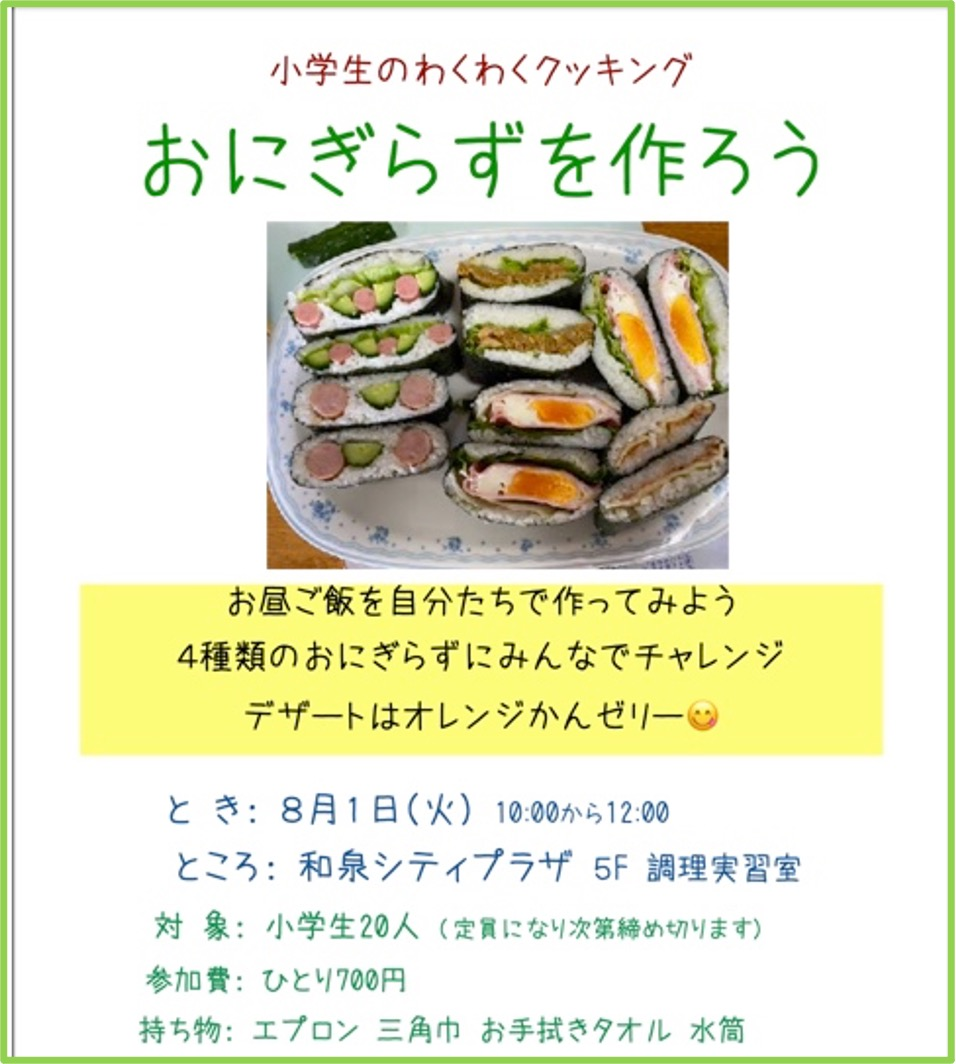 小学生のわくわくクッキング
おにぎらずを作ろう
お昼ご飯を自分たちで作ってみよう
4種類のおにぎらずにみんなでチャレンジ
デザートはオレンジかんゼリー😋
と き: 8月1日(火) 10:00から12:00
ところ: 和泉シティプラザ 5F 調理実習室
対 象: 小学生20人 (定員になり次第締め切ります)
参加費: ひとり700円
持ち物: エプロン 三角巾 お手拭きタオル 水筒